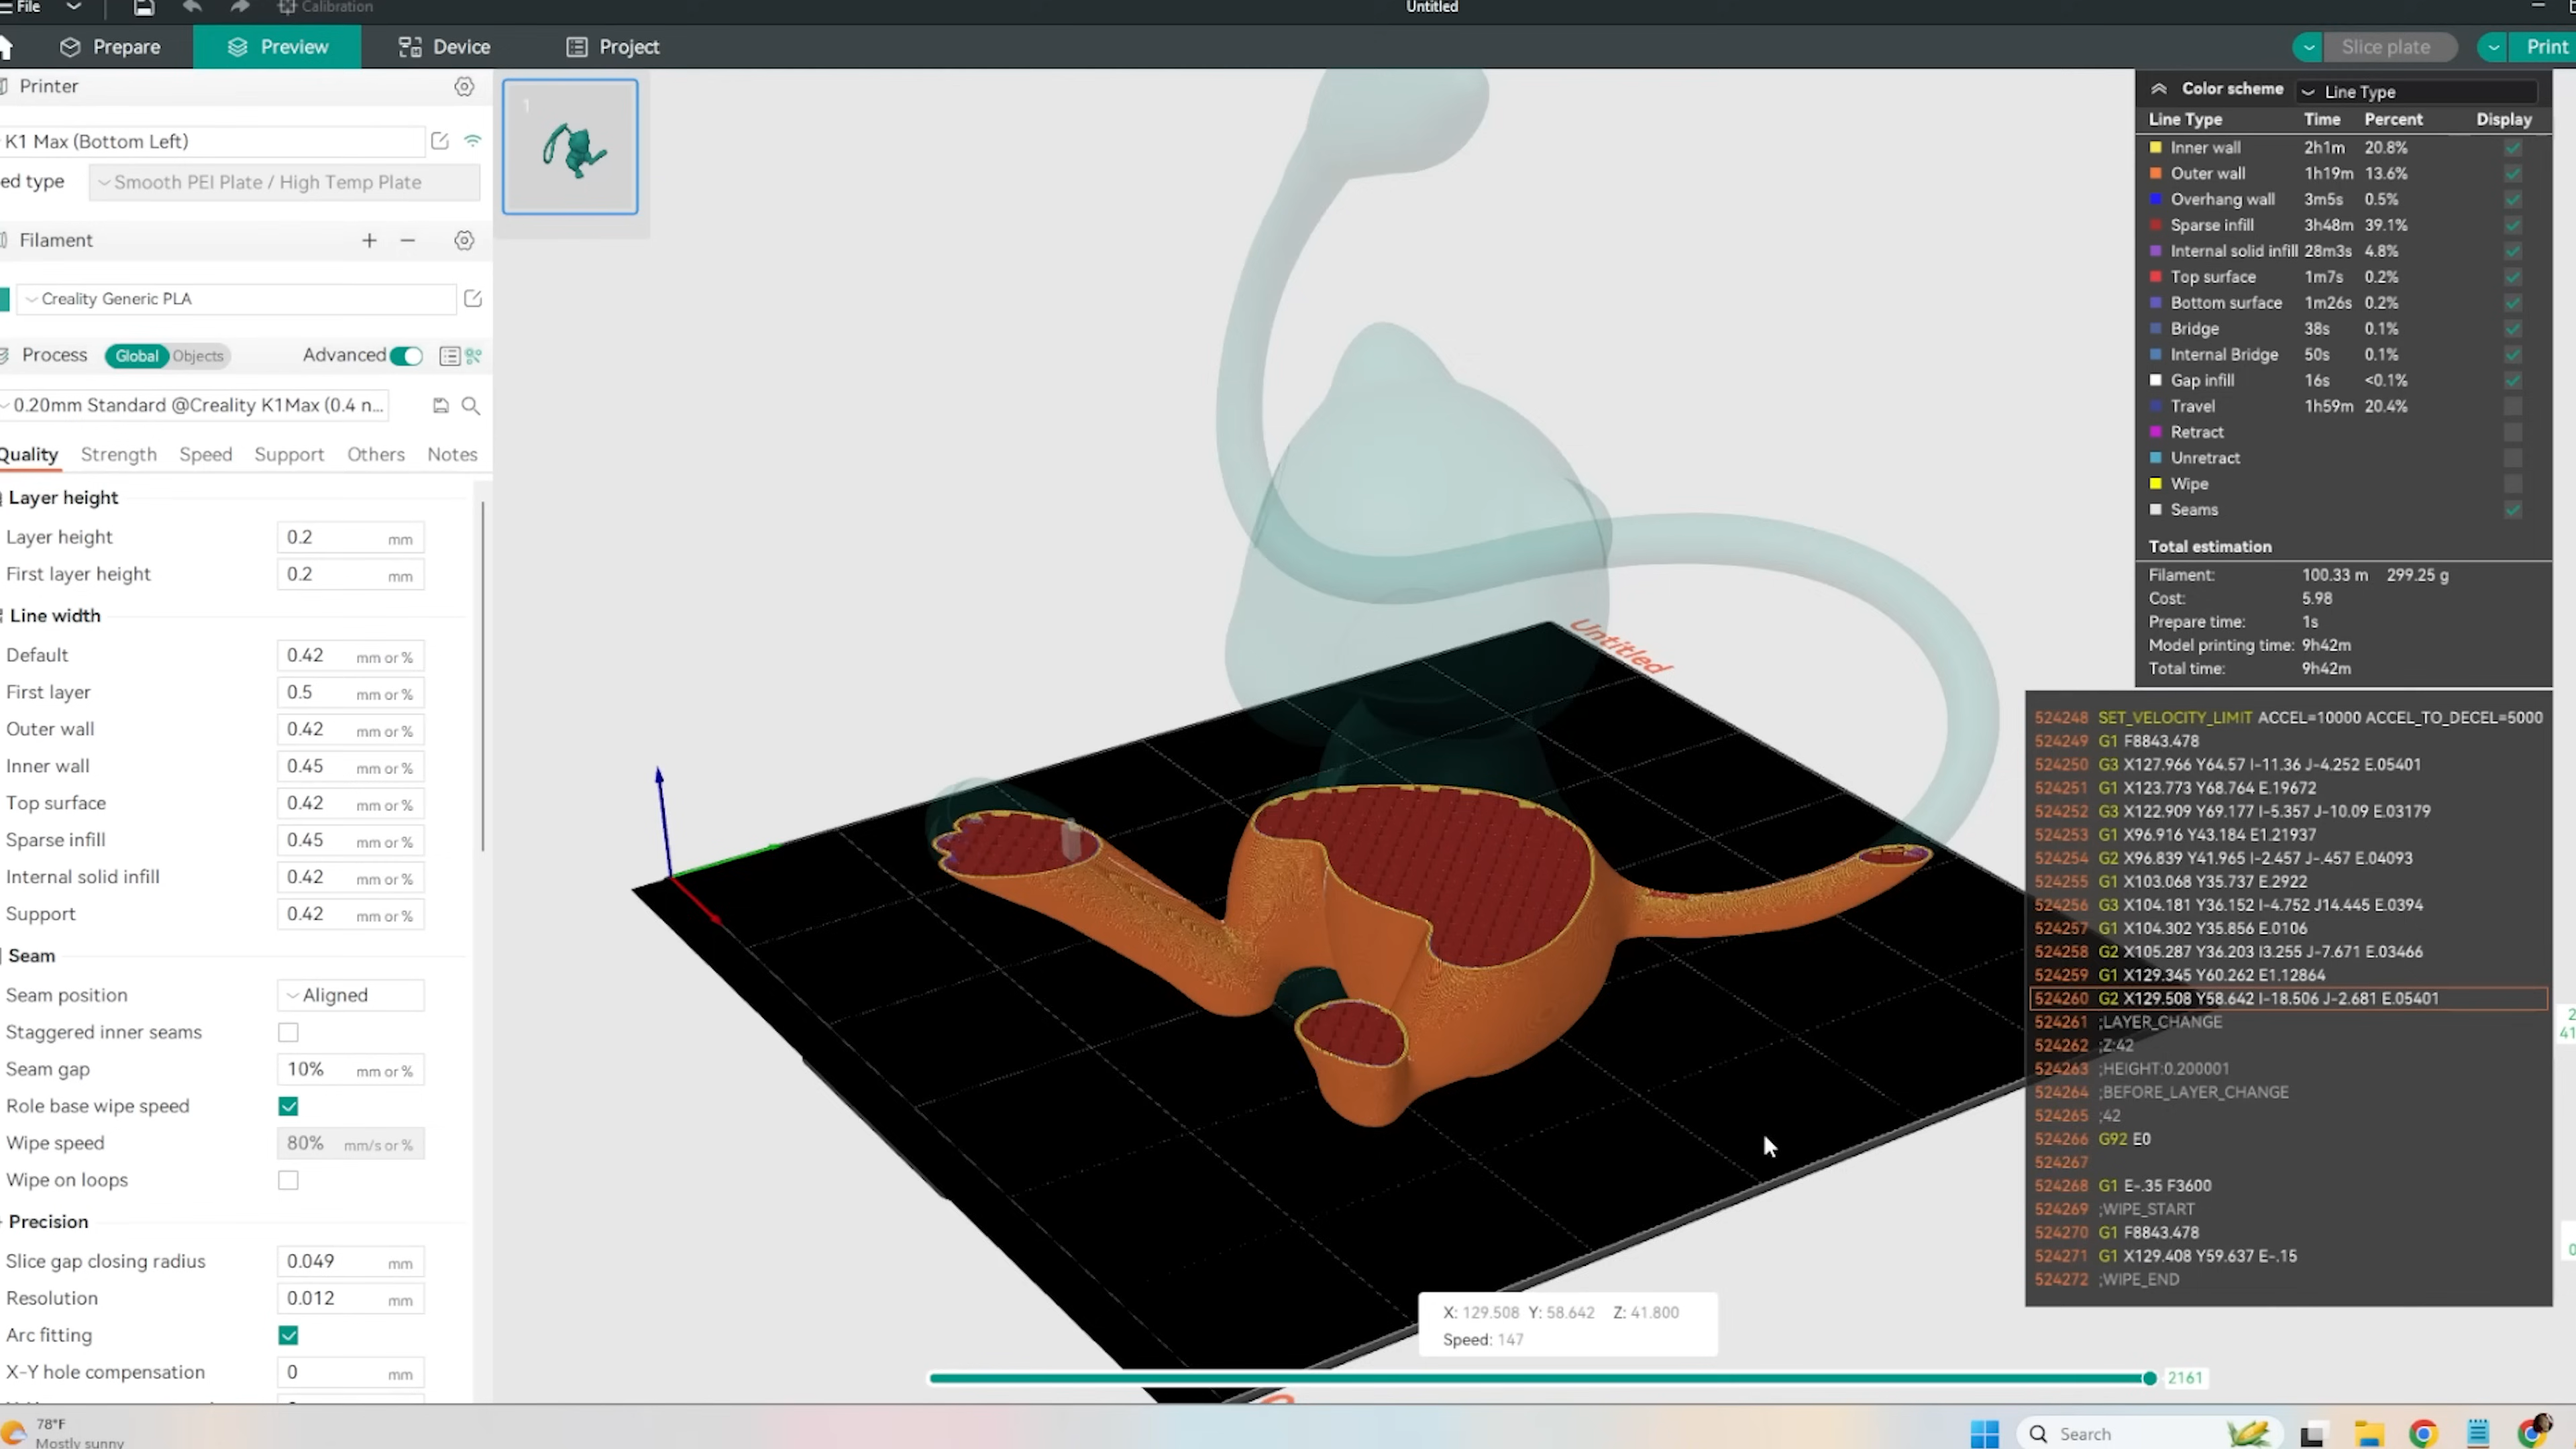 File
Calibration
Untitled
Prepare
Preview
Device
Project
Slice plate
Print
Printer
K1 Max (Bottom Left)
ed type
Smooth PEI Plate / High Temp Plate
Filament
Creality Generic PLA
Process
Global
Objects
Advanced
0.20mm Standard @Creality K1Max (0.4 n...
Quality
Strength
Speed
Support
Others
Notes
Layer height
Layer height 0.2 mm
First layer height 0.2 mm
Line width
Default 0.42 mm or %
First layer 0.5 mm or %
Outer wall 0.42 mm or %
Inner wall 0.45 mm or %
Top surface 0.42 mm or %
Sparse infill 0.45 mm or %
Internal solid infill 0.42 mm or %
Support 0.42 mm or %
Seam
Seam position Aligned
Staggered inner seams
Seam gap 10% mm or %
Role base wipe speed
Wipe speed 80% mm/s or %
Wipe on loops
Precision
Slice gap closing radius 0.049 mm
Resolution 0.012 mm
Arc fitting
X-Y hole compensation 0 mm
1
Untitled
Color scheme Line Type
Line Type Time Percent Display
Inner wall 2h1m 20.8%
Outer wall 1h19m 13.6%
Overhang wall 3m5s 0.5%
Sparse infill 3h48m 39.1%
Internal solid infill 28m3s 4.8%
Top surface 1m7s 0.2%
Bottom surface 1m26s 0.2%
Bridge 38s 0.1%
Internal Bridge 50s 0.1%
Gap infill 16s <0.1%
Travel 1h59m 20.4%
Retract
Unretract
Wipe
Seams
Total estimation
Filament: 100.33 m 299.25 g
Cost: 5.98
Prepare time: 1s
Model printing time: 9h42m
Total time: 9h42m
524248 SET_VELOCITY_LIMIT ACCEL=10000 ACCEL_TO_DECEL=5000
524249 G1 F8843.478
524250 G3 X127.966 Y64.57 I-11.36 J-4.252 E.05401
524251 G1 X123.773 Y68.764 E.19672
524252 G3 X122.909 Y69.177 I-5.357 J-10.09 E.03179
524253 G1 X96.916 Y43.184 E1.21937
524254 G2 X96.839 Y41.965 I-2.457 J-.457 E.04093
524255 G1 X103.068 Y35.737 E.2922
524256 G3 X104.181 Y36.152 I-4.752 J14.445 E.0394
524257 G1 X104.302 Y35.856 E.0106
524258 G2 X105.287 Y36.203 I3.255 J-7.671 E.03466
524259 G1 X129.345 Y60.262 E1.12864
524260 G2 X129.508 Y58.642 I-18.506 J-2.681 E.05401
524261 ;LAYER_CHANGE
524262 ;Z:42
524263 ;HEIGHT:0.200001
524264 ;BEFORE_LAYER_CHANGE
524265 ;42
524266 G92 E0
524267
524268 G1 E-.35 F3600
524269 ;WIPE_START
524270 G1 F8843.478
524271 G1 X129.408 Y59.637 E-.15
524272 ;WIPE_END
X: 129.508 Y: 58.642 Z: 41.800
Speed: 147
2161
78°F
Mostly sunny
Search